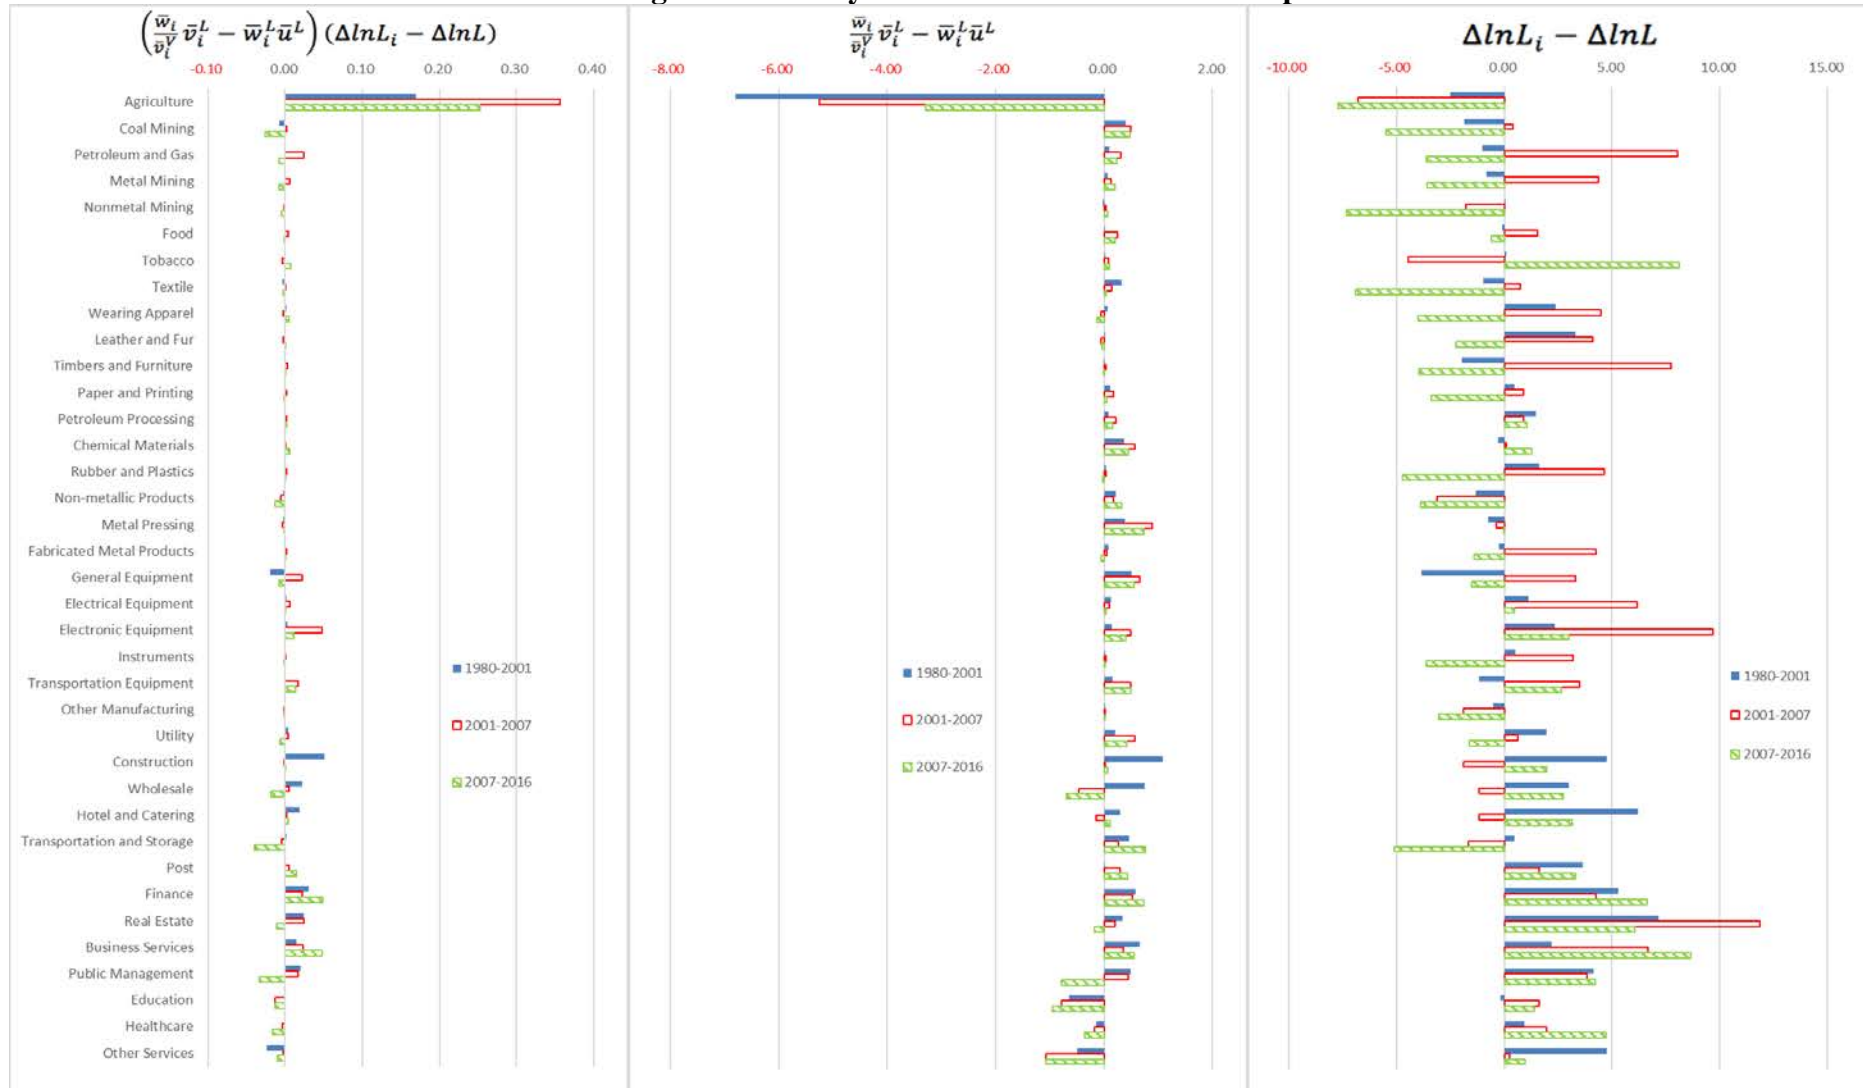 (w̅ᵢ/v̅ᵢⱽ v̅ᵢᴸ − w̅ᵢᴸu̅ᴸ) (ΔlnLᵢ − ΔlnL)
-0.10 0.00 0.10 0.20 0.30 0.40
w̅ᵢ/v̅ᵢⱽ v̅ᵢᴸ − w̅ᵢᴸu̅ᴸ
-8.00 -6.00 -4.00 -2.00 0.00 2.00
ΔlnLᵢ − ΔlnL
-10.00 -5.00 0.00 5.00 10.00 15.00
Agriculture
Coal Mining
Petroleum and Gas
Metal Mining
Nonmetal Mining
Food
Tobacco
Textile
Wearing Apparel
Leather and Fur
Timbers and Furniture
Paper and Printing
Petroleum Processing
Chemical Materials
Rubber and Plastics
Non-metallic Products
Metal Pressing
Fabricated Metal Products
General Equipment
Electrical Equipment
Electronic Equipment
Instruments
Transportation Equipment
Other Manufacturing
Utility
Construction
Wholesale
Hotel and Catering
Transportation and Storage
Post
Finance
Real Estate
Business Services
Public Management
Education
Healthcare
Other Services
1980-2001
2001-2007
2007-2016
1980-2001
2001-2007
2007-2016
1980-2001
2001-2007
2007-2016